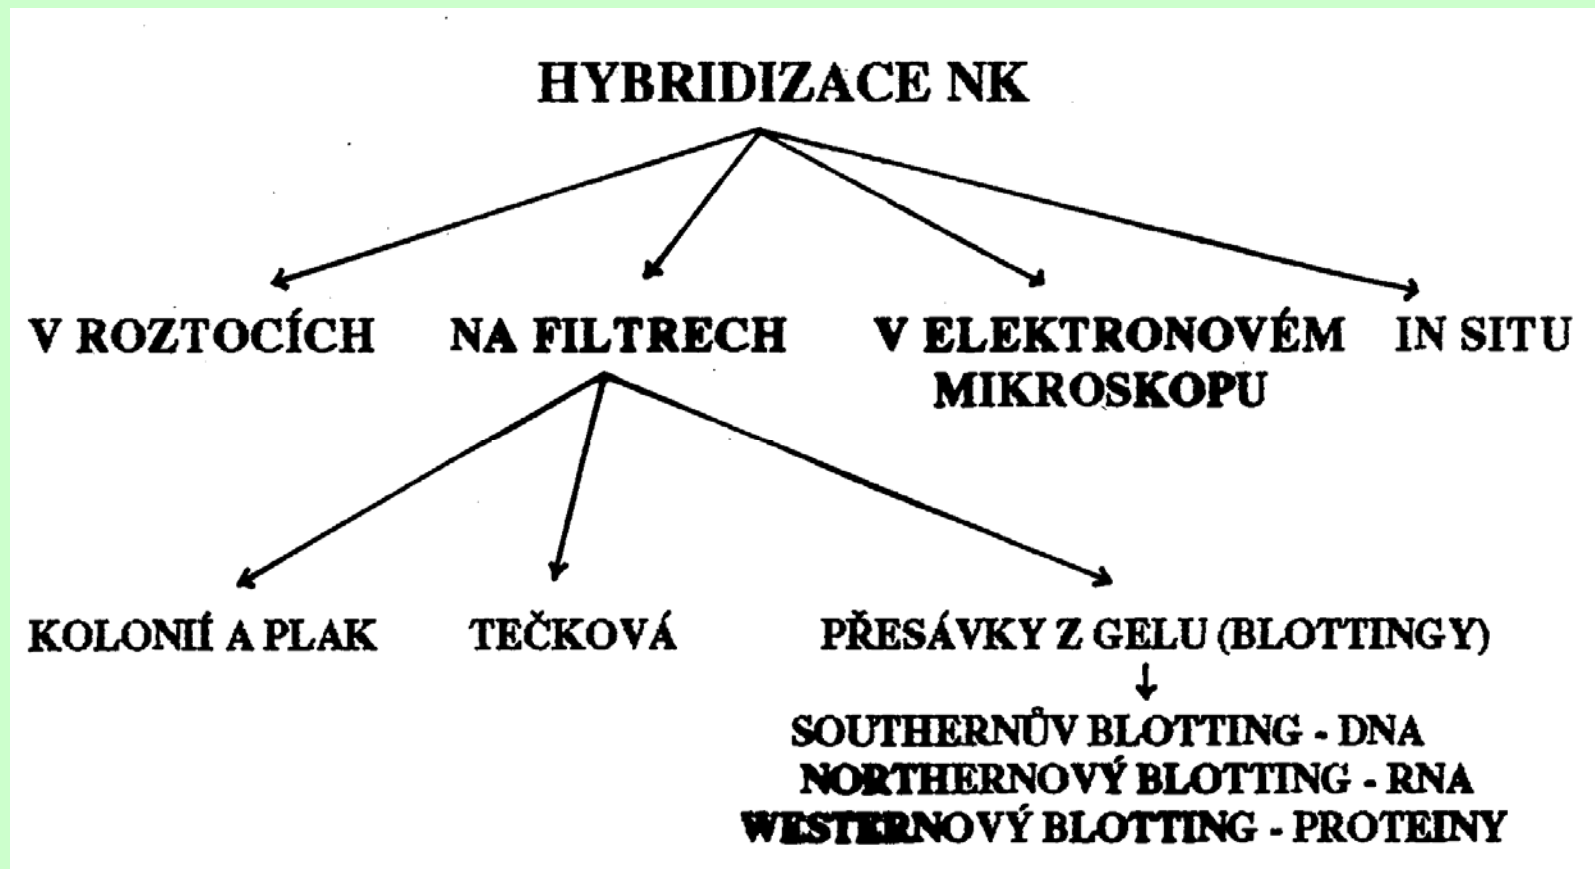 HYBRIDIZACE NK
V ROZTOCÍCH
NA FILTRECH
V ELEKTRONOVÉM
MIKROSKOPU
IN SITU
KOLONIÍ A PLAK
TEČKOVÁ
PŘESÁVKY Z GELU (BLOTTINGY)
SOUTHERNŮV BLOTTING - DNA
NORTHERNOVÝ BLOTTING - RNA
WESTERNOVÝ BLOTTING - PROTEINY